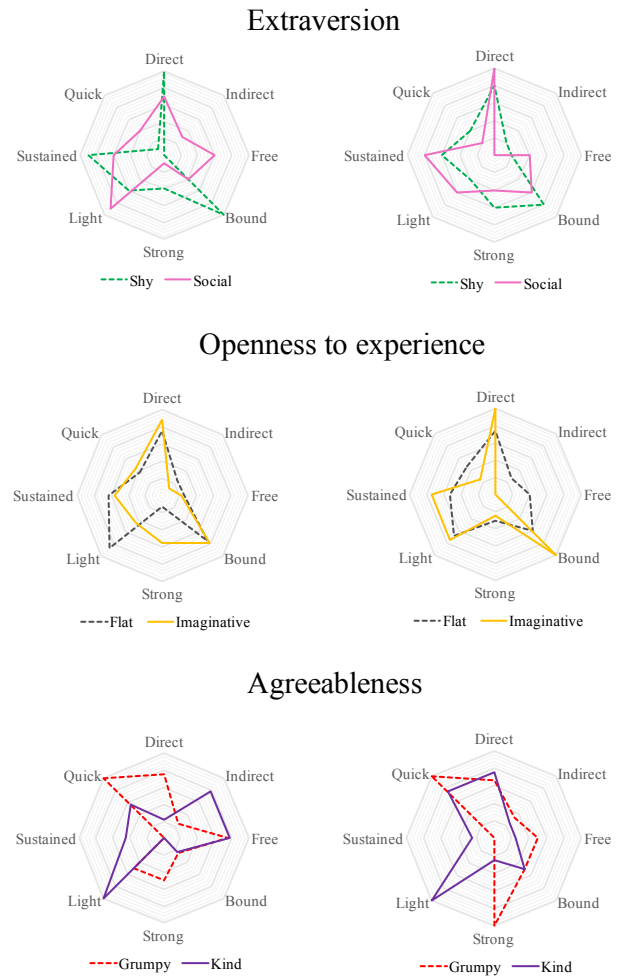 Extraversion
Direct
Quick Indirect
Sustained Free
Light Bound
Strong
Shy Social
Direct
Quick Indirect
Sustained Free
Light Bound
Strong
Shy Social
Openness to experience
Direct
Quick Indirect
Sustained Free
Light Bound
Strong
Flat Imaginative
Direct
Quick Indirect
Sustained Free
Light Bound
Strong
Flat Imaginative
Agreeableness
Direct
Quick Indirect
Sustained Free
Light Bound
Strong
Grumpy Kind
Direct
Quick Indirect
Sustained Free
Light Bound
Strong
Grumpy Kind